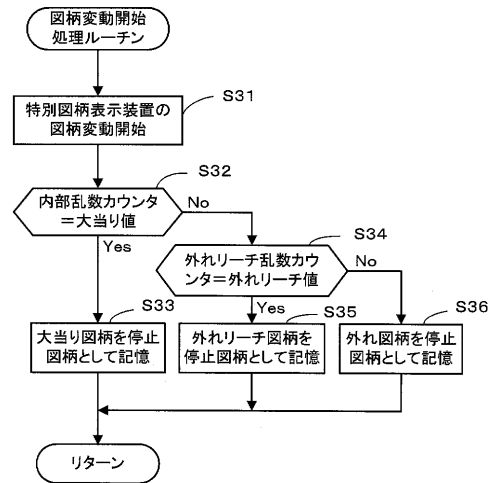 図柄変動開始
処理ルーチン
S31
特別図柄表示装置の
図柄変動開始
S32
内部乱数カウンタ
＝大当り値
No
Yes
S34
外れリーチ乱数カウ
ンタ＝外れリーチ値
No
Yes
S33
大当り図柄を停止
図柄として記憶
S35
外れリーチ図柄を
停止図柄として記憶
S36
外れ図柄を停止
図柄として記憶
リターン